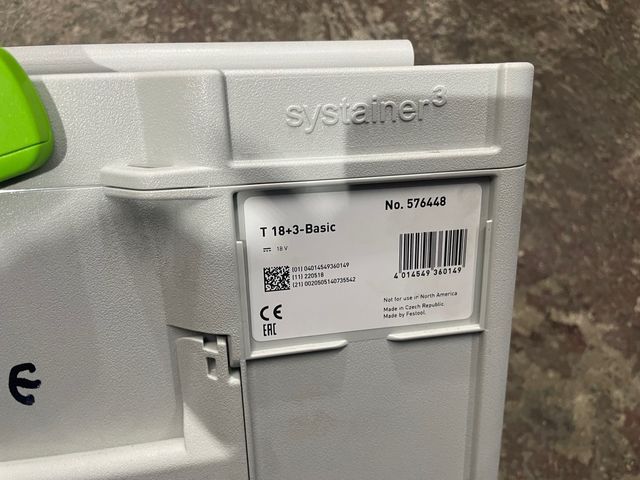 systainer³
No. 576448
T 18+3-Basic
18 V
(01) 04014549360149
(11) 220518
(21) 0020505140735542
4 014549 360149
CE
EAC
Not for use in North America
Made in Czech Republic.
Made by Festool.